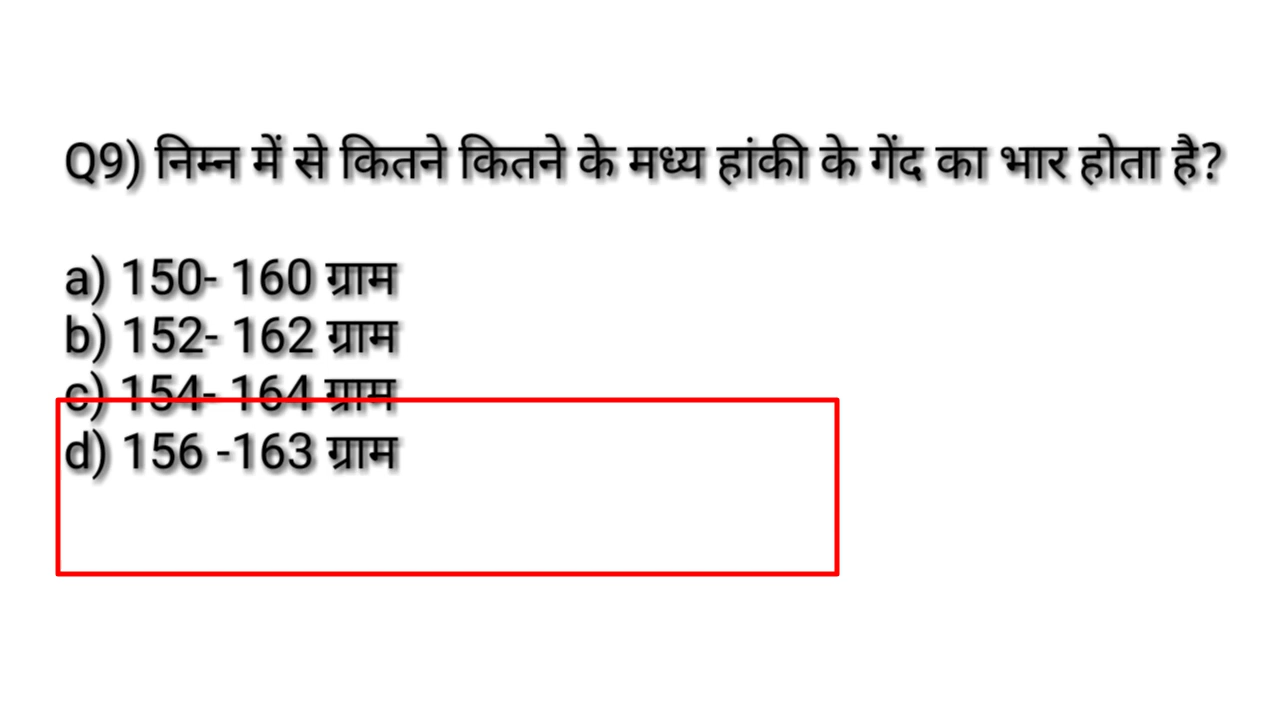 Q9) निम्न में से कितने कितने के मध्य हांकी के गेंद का भार होता है?
a) 150- 160 ग्राम
b) 152- 162 ग्राम
c) 154- 164 ग्राम
d) 156 -163 ग्राम